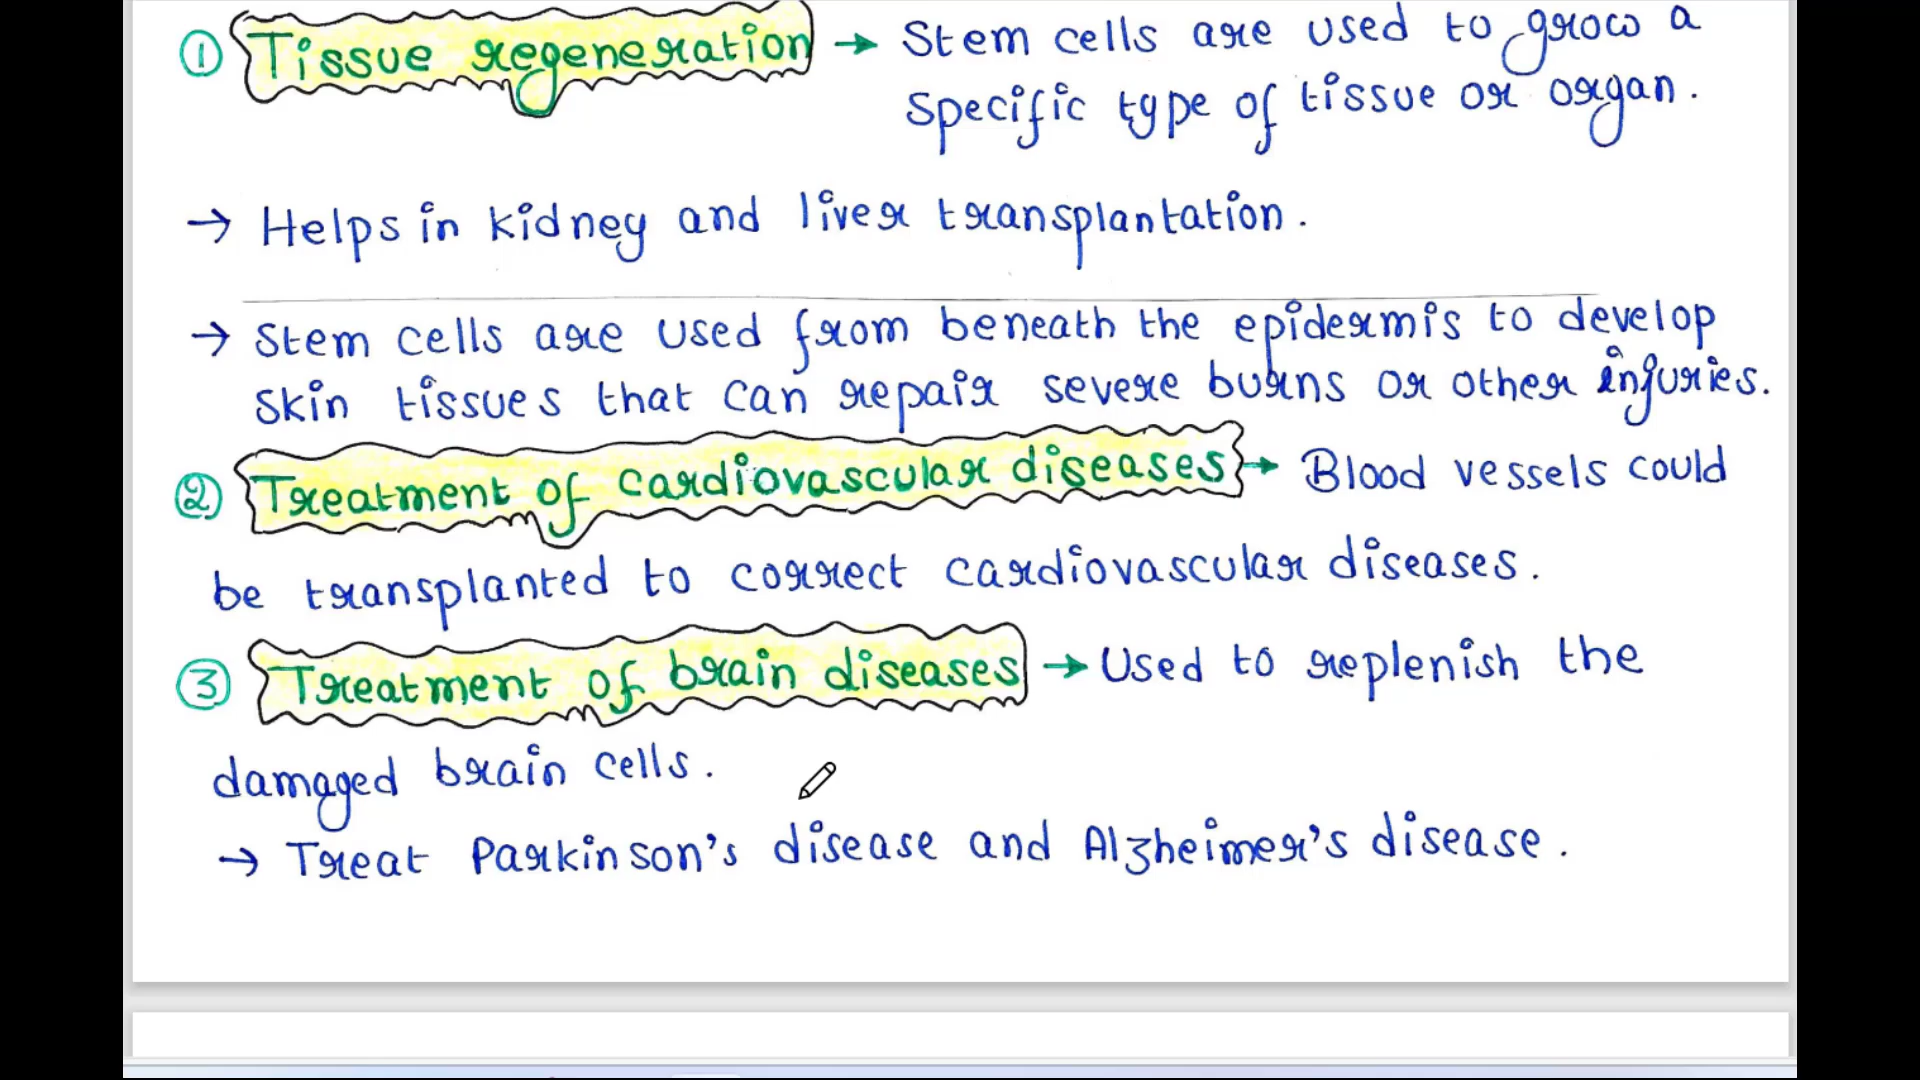 ① Tissue regeneration → Stem cells are used to grow a
specific type of tissue or organ.
→ Helps in kidney and liver transplantation.
→ Stem cells are used from beneath the epidermis to develop
skin tissues that can repair severe burns or other injuries.
② Treatment of cardiovascular diseases → Blood vessels could
be transplanted to correct cardiovascular diseases.
③ Treatment of brain diseases → Used to replenish the
damaged brain cells.
→ Treat Parkinson's disease and Alzheimer's disease.